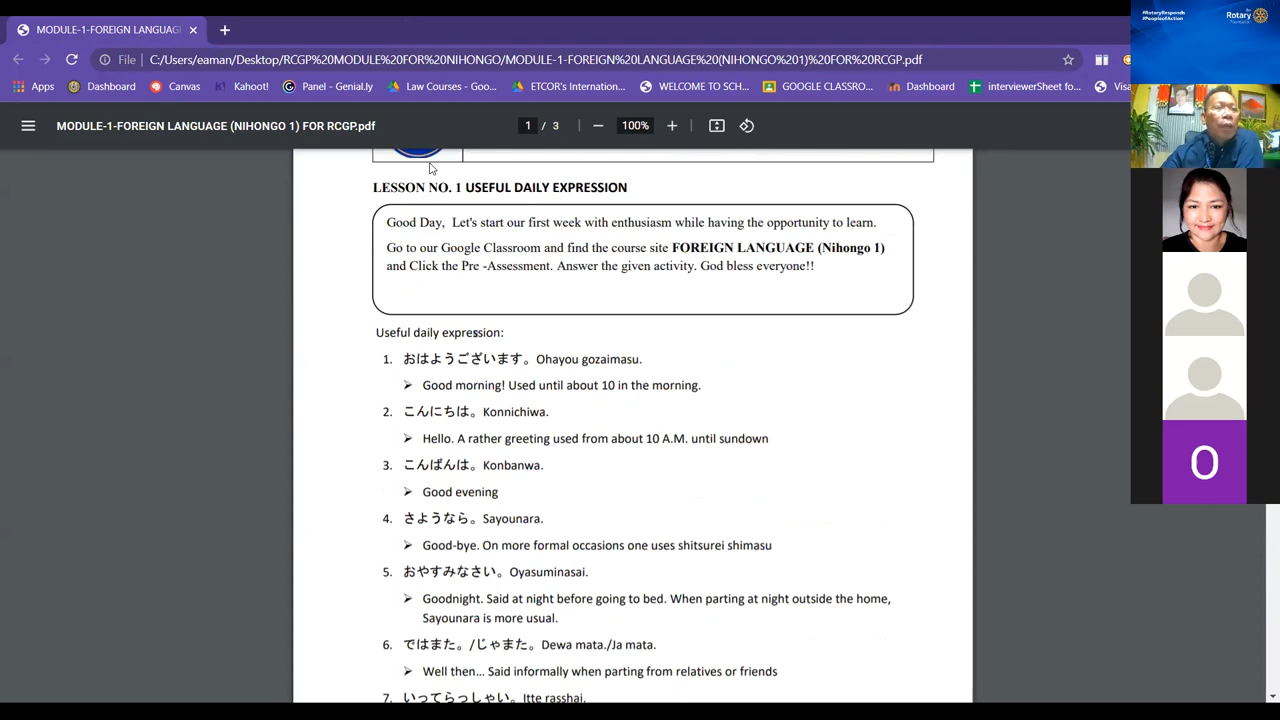 MODULE-1-FOREIGN LANGUAG
File
C:/Users/eaman/Desktop/RCGP%20MODULE%20FOR%20NIHONGO/MODULE-1-FOREIGN%20LANGUAGE%20(NIHONGO%201)%20FOR%20RCGP.pdf
Apps Dashboard Canvas Kahoot! Panel - Genial.ly Law Courses - Goo... ETCOR's Internation... WELCOME TO SCH... GOOGLE CLASSRO... Dashboard interviewerSheet fo... Visa
MODULE-1-FOREIGN LANGUAGE (NIHONGO 1) FOR RCGP.pdf
1 / 3
100%
LESSON NO. 1 USEFUL DAILY EXPRESSION
Good Day, Let's start our first week with enthusiasm while having the opportunity to learn.
Go to our Google Classroom and find the course site FOREIGN LANGUAGE (Nihongo 1)
and Click the Pre -Assessment. Answer the given activity. God bless everyone!!
Useful daily expression:
1. おはようございます。Ohayou gozaimasu.
➢ Good morning! Used until about 10 in the morning.
2. こんにちは。Konnichiwa.
➢ Hello. A rather greeting used from about 10 A.M. until sundown
3. こんばんは。Konbanwa.
➢ Good evening
4. さようなら。Sayounara.
➢ Good-bye. On more formal occasions one uses shitsurei shimasu
5. おやすみなさい。Oyasuminasai.
➢ Goodnight. Said at night before going to bed. When parting at night outside the home,
Sayounara is more usual.
6. ではまた。/じゃまた。Dewa mata./Ja mata.
➢ Well then... Said informally when parting from relatives or friends
7. いってらっしゃい。Itte rasshai.
#RotaryResponds
#PeopleofAction
Rotary
O